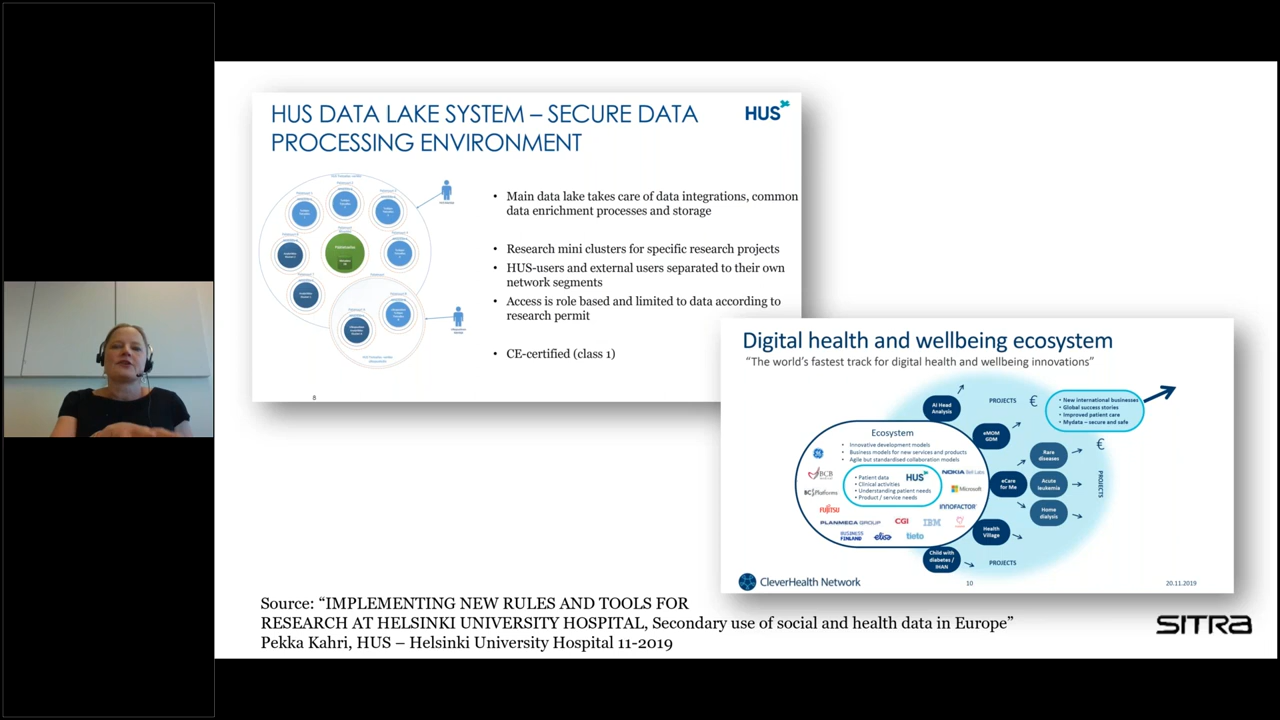 HUS DATA LAKE SYSTEM – SECURE DATA
PROCESSING ENVIRONMENT
HUS
• Main data lake takes care of data integrations, common
data enrichment processes and storage
• Research mini clusters for specific research projects
• HUS-users and external users separated to their own
network segments
• Access is role based and limited to data according to
research permit
• CE-certified (class 1)
8
Digital health and wellbeing ecosystem
“The world’s fastest track for digital health and wellbeing innovations”
AI Head
Analysis
PROJECTS
€
• New international businesses
• Global success stories
• Improved patient care
• Mydata – secure and safe
eMOM
GDM
€
Ecosystem
• Innovative development models
• Business models for new services and products
• Agile but standardised collaboration models
Rare
diseases
BCB
HUS
• Patient data
• Clinical activities
• Understanding patient needs
• Product / service needs
NOKIA Bell Labs
eCare
for Me
Acute
leukemia
PROJECTS
BC Platforms
Microsoft
FUJITSU
INNOFACTOR
Home
dialysis
PLANMECA GROUP
CGI
IBM
BUSINESS
FINLAND
elisa
tieto
Health
Village
Child with
diabetes /
IHAN
PROJECTS
CleverHealth Network
10
20.11.2019
Source: “IMPLEMENTING NEW RULES AND TOOLS FOR
RESEARCH AT HELSINKI UNIVERSITY HOSPITAL, Secondary use of social and health data in Europe”
Pekka Kahri, HUS – Helsinki University Hospital 11-2019
SITRA